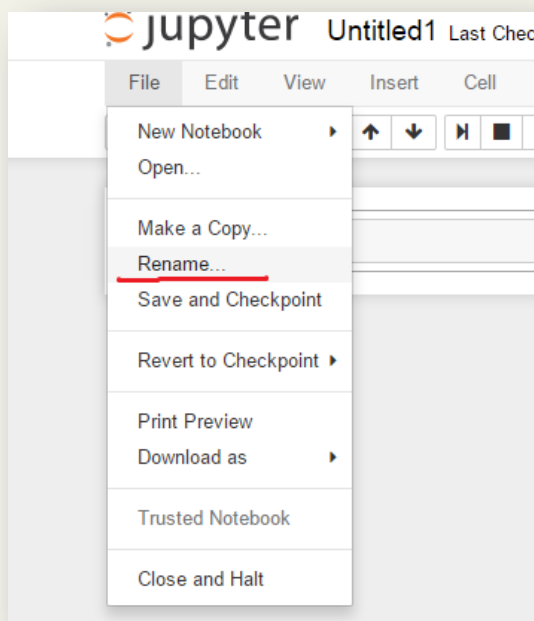 jupyter Untitled1 Last Chec
File Edit View Insert Cell
New Notebook
Open...
Make a Copy...
Rename...
Save and Checkpoint
Revert to Checkpoint
Print Preview
Download as
Trusted Notebook
Close and Halt